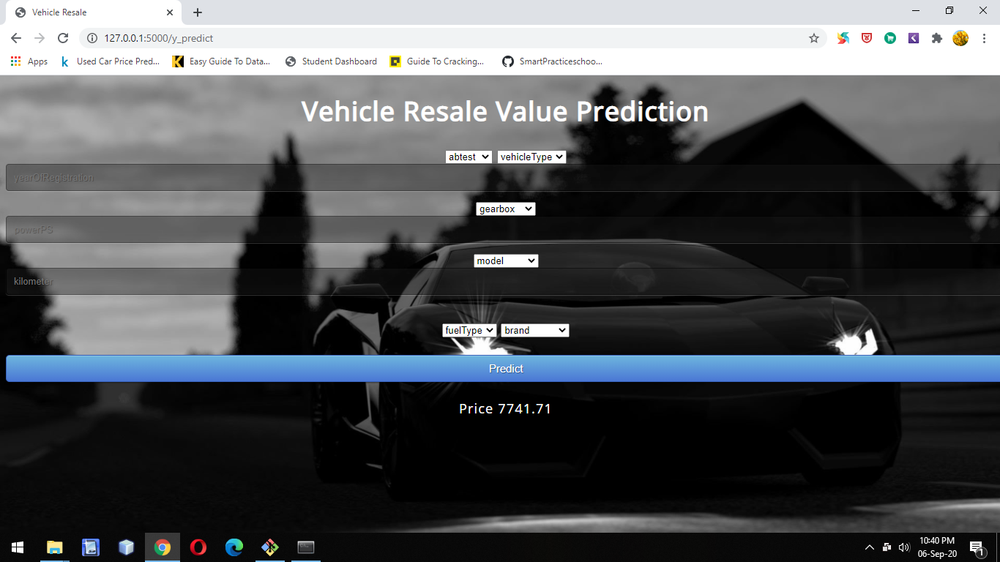 Vehicle Resale
127.0.0.1:5000/y_predict
Apps
Used Car Price Pred...
Easy Guide To Data...
Student Dashboard
Guide To Cracking...
SmartPracticeschoo...
Vehicle Resale Value Prediction
abtest vehicleType
yearOfRegistration
gearbox
powerPS
model
kilometer
fuelType brand
Predict
Price 7741.71
10:40 PM
06-Sep-20
1